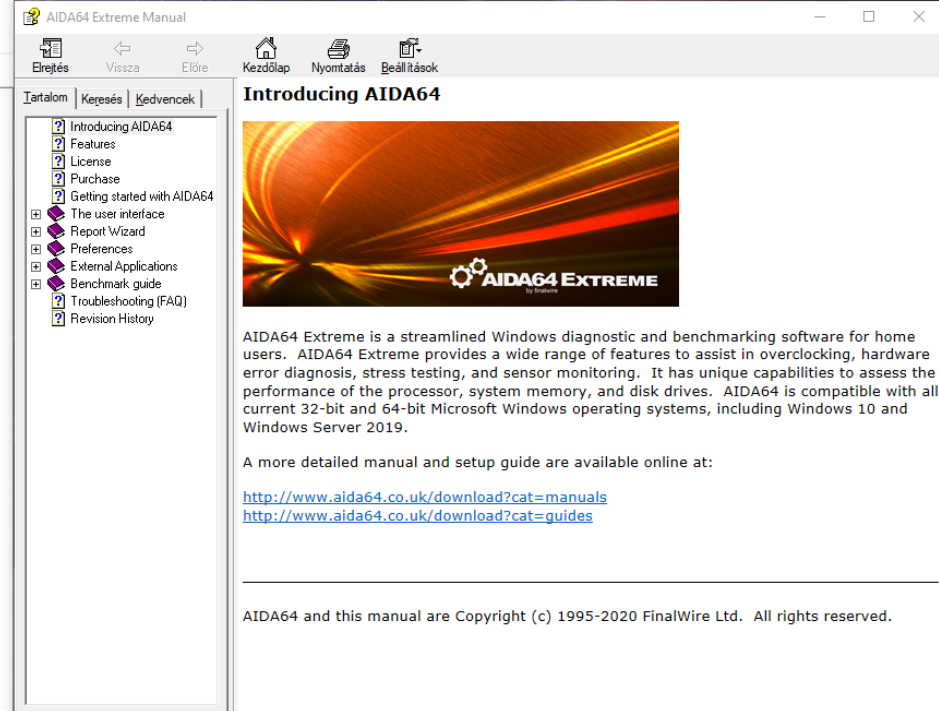 AIDA64 Extreme Manual
Elrejtés Vissza Előre Kezdőlap Nyomtatás Beállítások
Tartalom Keresés Kedvencek
Introducing AIDA64
Features
License
Purchase
Getting started with AIDA64
The user interface
Report Wizard
Preferences
External Applications
Benchmark guide
Troubleshooting (FAQ)
Revision History
Introducing AIDA64
AIDA64 EXTREME
by finalwire
AIDA64 Extreme is a streamlined Windows diagnostic and benchmarking software for home
users.  AIDA64 Extreme provides a wide range of features to assist in overclocking, hardware
error diagnosis, stress testing, and sensor monitoring.  It has unique capabilities to assess the
performance of the processor, system memory, and disk drives.  AIDA64 is compatible with all
current 32-bit and 64-bit Microsoft Windows operating systems, including Windows 10 and
Windows Server 2019.
A more detailed manual and setup guide are available online at:
http://www.aida64.co.uk/download?cat=manuals
http://www.aida64.co.uk/download?cat=guides
AIDA64 and this manual are Copyright (c) 1995-2020 FinalWire Ltd.  All rights reserved.